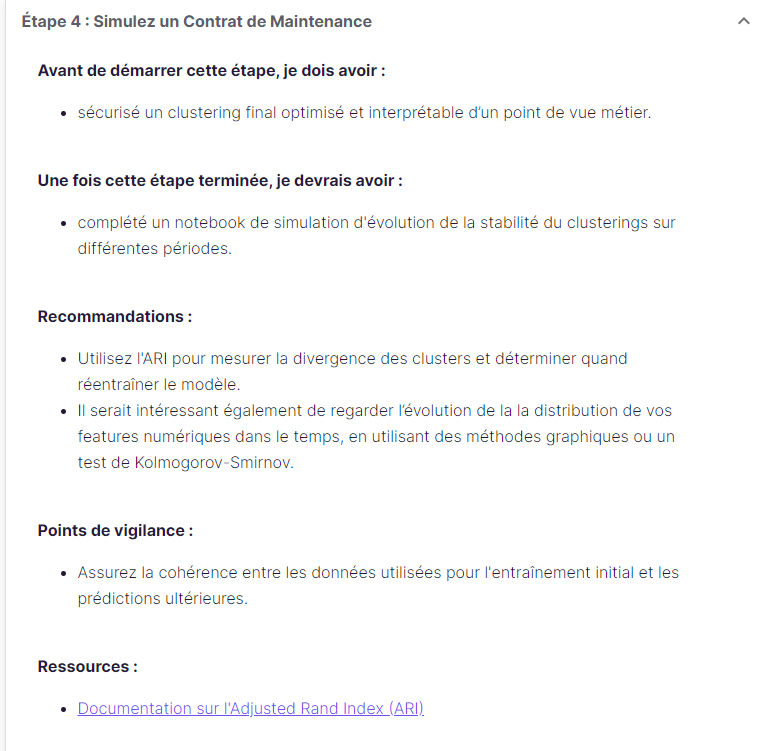 Étape 4 : Simulez un Contrat de Maintenance
Avant de démarrer cette étape, je dois avoir :
• sécurisé un clustering final optimisé et interprétable d’un point de vue métier.
Une fois cette étape terminée, je devrais avoir :
• complété un notebook de simulation d'évolution de la stabilité du clusterings sur
différentes périodes.
Recommandations :
• Utilisez l'ARI pour mesurer la divergence des clusters et déterminer quand
réentraîner le modèle.
• Il serait intéressant également de regarder l’évolution de la la distribution de vos
features numériques dans le temps, en utilisant des méthodes graphiques ou un
test de Kolmogorov-Smirnov.
Points de vigilance :
• Assurez la cohérence entre les données utilisées pour l'entraînement initial et les
prédictions ultérieures.
Ressources :
• Documentation sur l'Adjusted Rand Index (ARI)